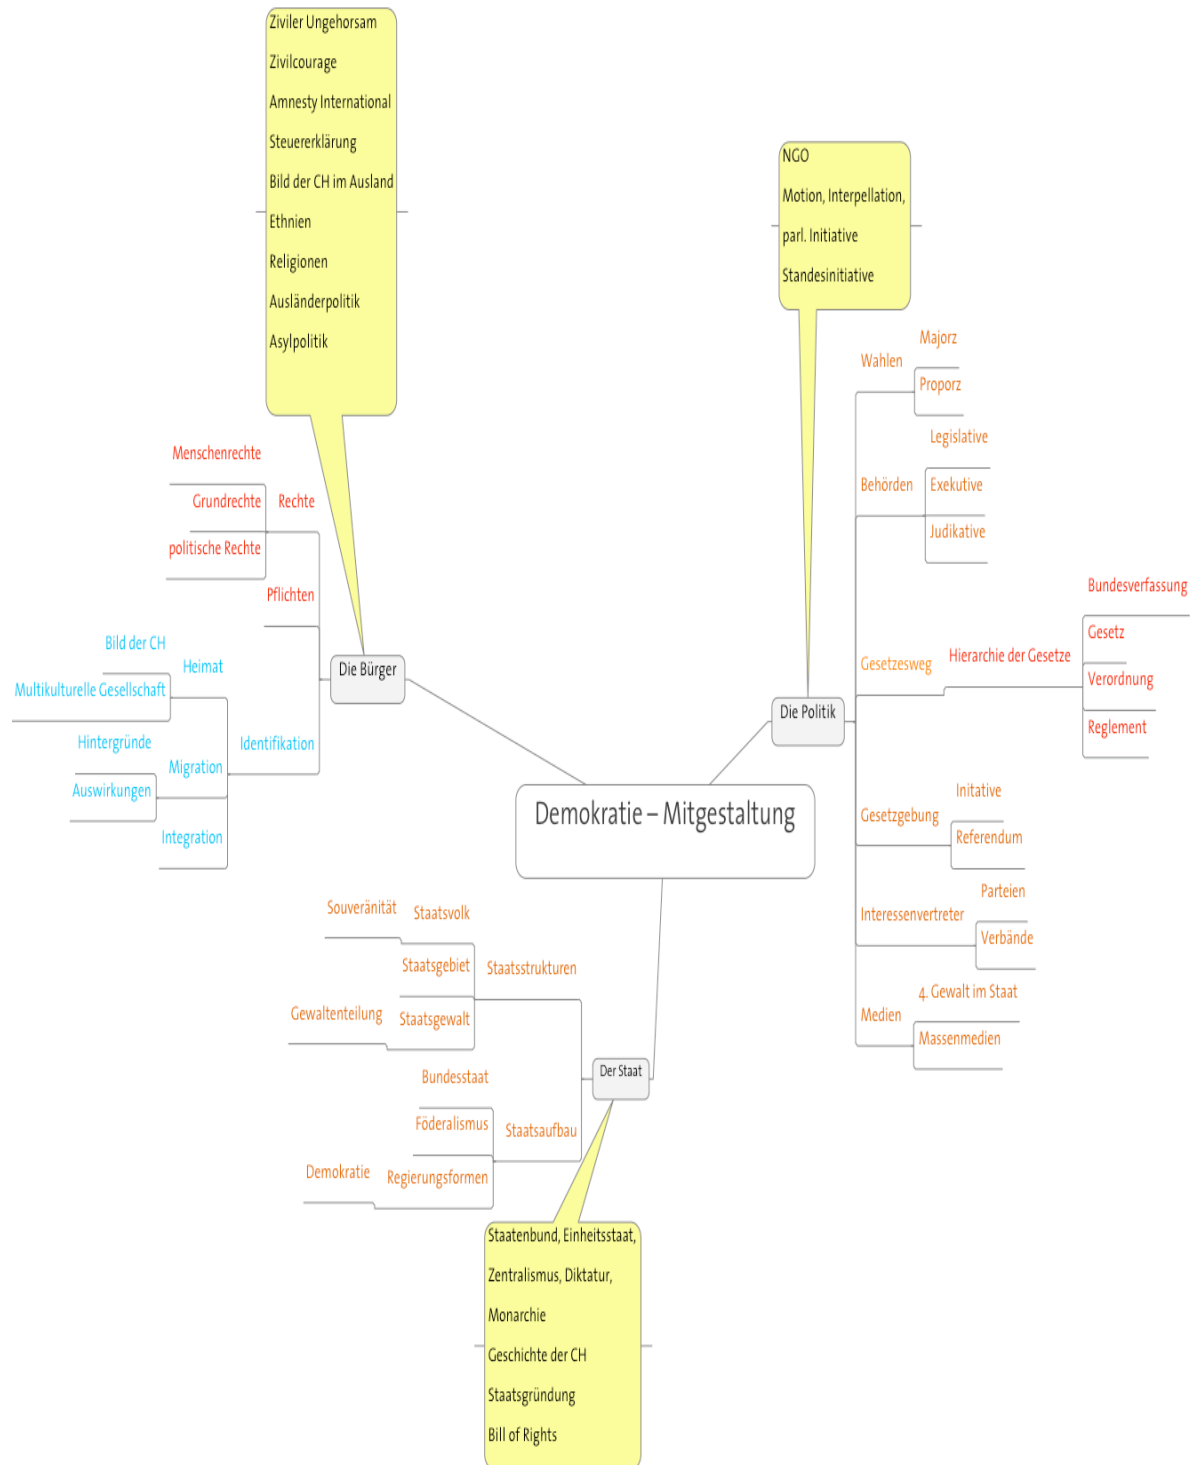 Ziviler Ungehorsam
Zivilcourage
Amnesty International
Steuererklärung
Bild der CH im Ausland
Ethnien
Religionen
Ausländerpolitik
Asylpolitik
NGO
Motion, Interpellation,
parl. Initiative
Standesinitiative
Menschenrechte
Grundrechte
Rechte
politische Rechte
Pflichten
Die Bürger
Bild der CH
Heimat
Multikulturelle Gesellschaft
Identifikation
Hintergründe
Migration
Auswirkungen
Integration
Demokratie – Mitgestaltung
Die Politik
Wahlen
Majorz
Proporz
Behörden
Legislative
Exekutive
Judikative
Gesetzesweg
Hierarchie der Gesetze
Bundesverfassung
Gesetz
Verordnung
Reglement
Gesetzgebung
Initative
Referendum
Interessenvertreter
Parteien
Verbände
Medien
4. Gewalt im Staat
Massenmedien
Der Staat
Staatsstrukturen
Souveränität
Staatsvolk
Staatsgebiet
Gewaltenteilung
Staatsgewalt
Staatsaufbau
Bundesstaat
Föderalismus
Demokratie
Regierungsformen
Staatenbund, Einheitsstaat,
Zentralismus, Diktatur,
Monarchie
Geschichte der CH
Staatsgründung
Bill of Rights